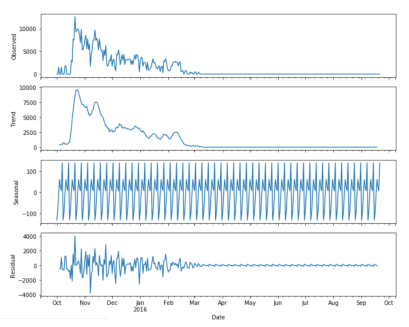 Observed
10000
5000
0
Trend
10000
7500
5000
2500
0
Seasonal
100
0
−100
Residual
4000
2000
0
−2000
−4000
Oct Nov Dec Jan Feb Mar Apr May Jun Jul Aug Sep Oct
2016
Date